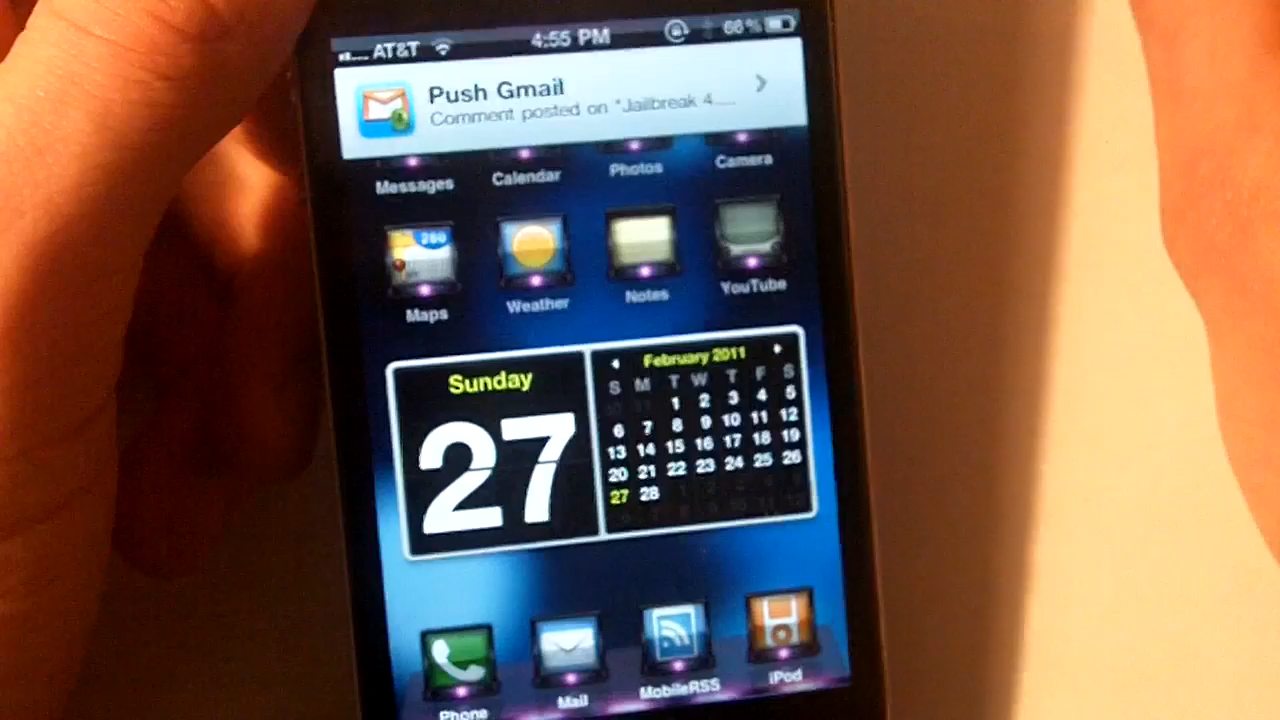 AT&T 4:55 PM 66%
Push Gmail
Comment posted on "Jailbreak 4....
Messages Calendar Photos Camera
280
Maps Weather Notes YouTube
Sunday
27
February 2011
S M T W T F S
1 2 3 4 5
6 7 8 9 10 11 12
13 14 15 16 17 18 19
20 21 22 23 24 25 26
27 28
Phone Mail MobileRSS iPod